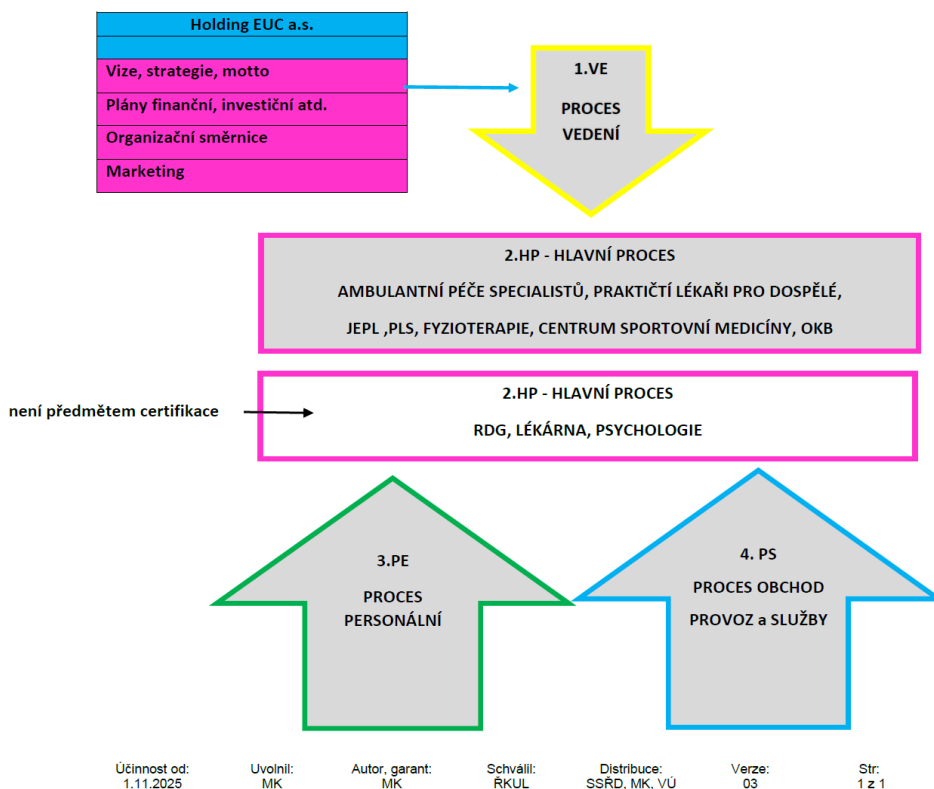 Holding EUC a.s.
Vize, strategie, motto
Plány finanční, investiční atd.
Organizační směrnice
Marketing
1.VE
PROCES
VEDENÍ
2.HP - HLAVNÍ PROCES
AMBULANTNÍ PÉČE SPECIALISTŮ, PRAKTIČTÍ LÉKAŘI PRO DOSPĚLÉ,
JEPL ,PLS, FYZIOTERAPIE, CENTRUM SPORTOVNÍ MEDICÍNY, OKB
není předmětem certifikace
2.HP - HLAVNÍ PROCES
RDG, LÉKÁRNA, PSYCHOLOGIE
3.PE
PROCES
PERSONÁLNÍ
4. PS
PROCES OBCHOD
PROVOZ a SLUŽBY
Účinnost od: Uvolnil: Autor, garant: Schválil: Distribuce: Verze: Str:
1.11.2025 MK MK ŘKUL SSŘD, MK, VÚ 03 1 z 1